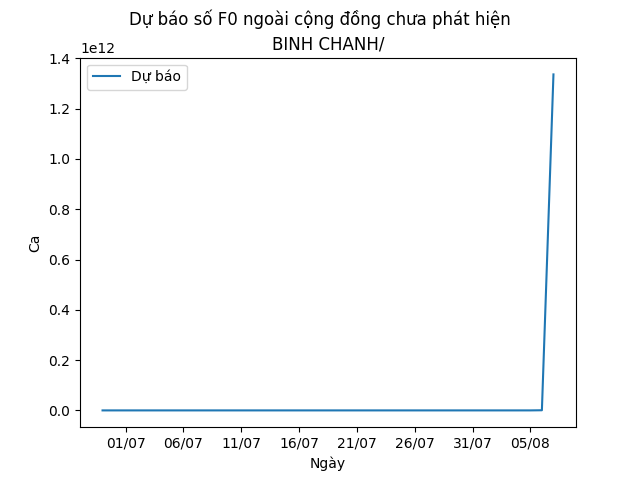 Dự báo số F0 ngoài cộng đồng chưa phát hiện
BINH CHANH/
1e12
Dự báo
1.4
1.2
1.0
0.8
0.6
0.4
0.2
0.0
Ca
01/07 06/07 11/07 16/07 21/07 26/07 31/07 05/08
Ngày